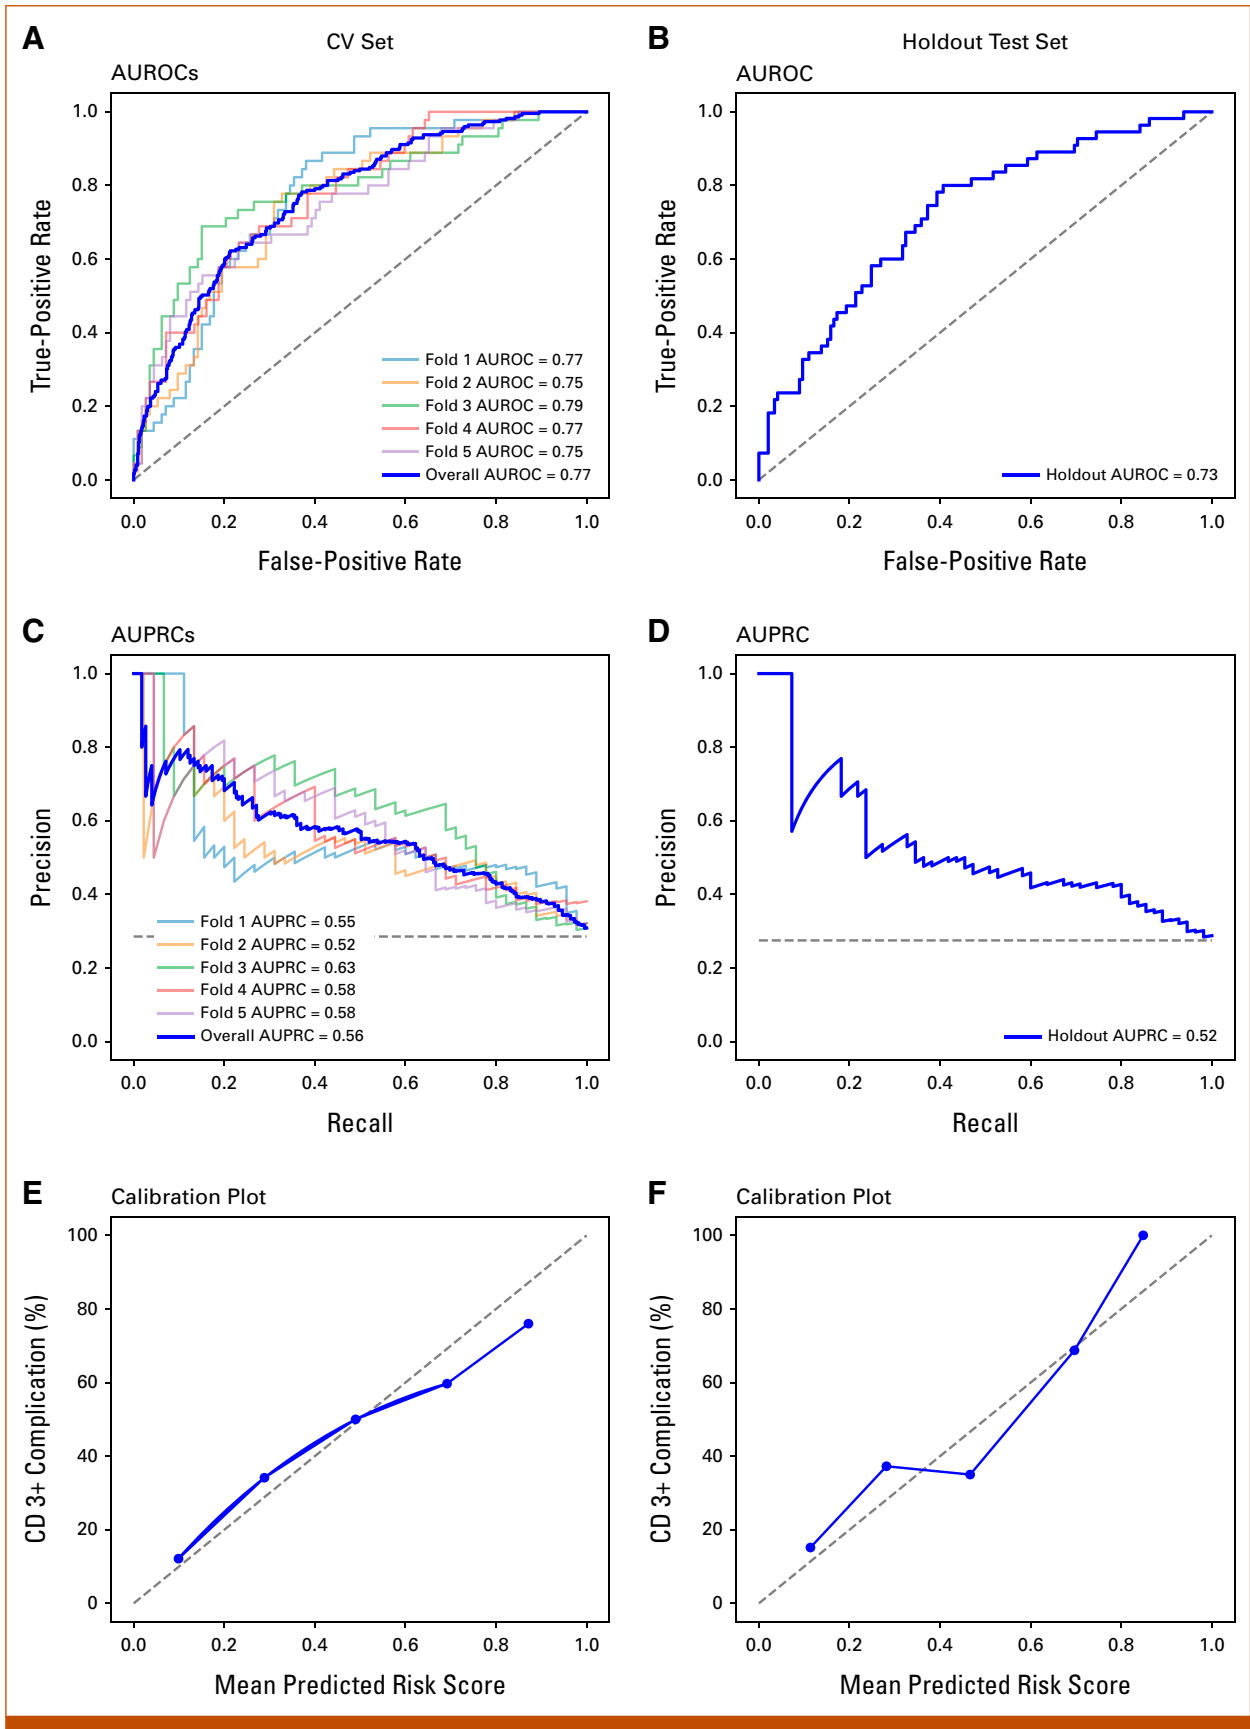 A
CV Set
AUROCs
True-Positive Rate
1.0
0.8
0.6
0.4
0.2
0.0
Fold 1 AUROC = 0.77
Fold 2 AUROC = 0.75
Fold 3 AUROC = 0.79
Fold 4 AUROC = 0.77
Fold 5 AUROC = 0.75
Overall AUROC = 0.77
0.0 0.2 0.4 0.6 0.8 1.0
False-Positive Rate
B
Holdout Test Set
AUROC
True-Positive Rate
1.0
0.8
0.6
0.4
0.2
0.0
Holdout AUROC = 0.73
0.0 0.2 0.4 0.6 0.8 1.0
False-Positive Rate
C
AUPRCs
Precision
1.0
0.8
0.6
0.4
0.2
0.0
Fold 1 AUPRC = 0.55
Fold 2 AUPRC = 0.52
Fold 3 AUPRC = 0.63
Fold 4 AUPRC = 0.58
Fold 5 AUPRC = 0.58
Overall AUPRC = 0.56
0.0 0.2 0.4 0.6 0.8 1.0
Recall
D
AUPRC
Precision
1.0
0.8
0.6
0.4
0.2
0.0
Holdout AUPRC = 0.52
0.0 0.2 0.4 0.6 0.8 1.0
Recall
E
Calibration Plot
CD 3+ Complication (%)
100
80
60
40
20
0
0.0 0.2 0.4 0.6 0.8 1.0
Mean Predicted Risk Score
F
Calibration Plot
CD 3+ Complication (%)
100
80
60
40
20
0
0.0 0.2 0.4 0.6 0.8 1.0
Mean Predicted Risk Score